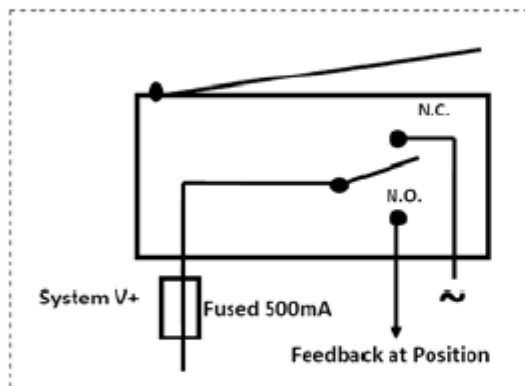 N.C.
N.O.
System V+
Fused 500mA
~
Feedback at Position